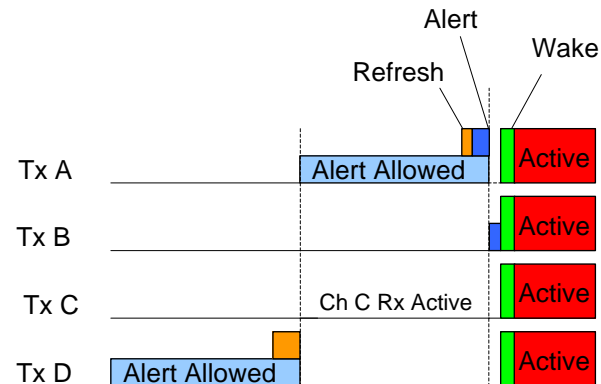 Alert
Wake
Refresh
Tx A
Alert Allowed
Active
Tx B
Active
Tx C
Ch C Rx Active
Active
Tx D
Alert Allowed
Active